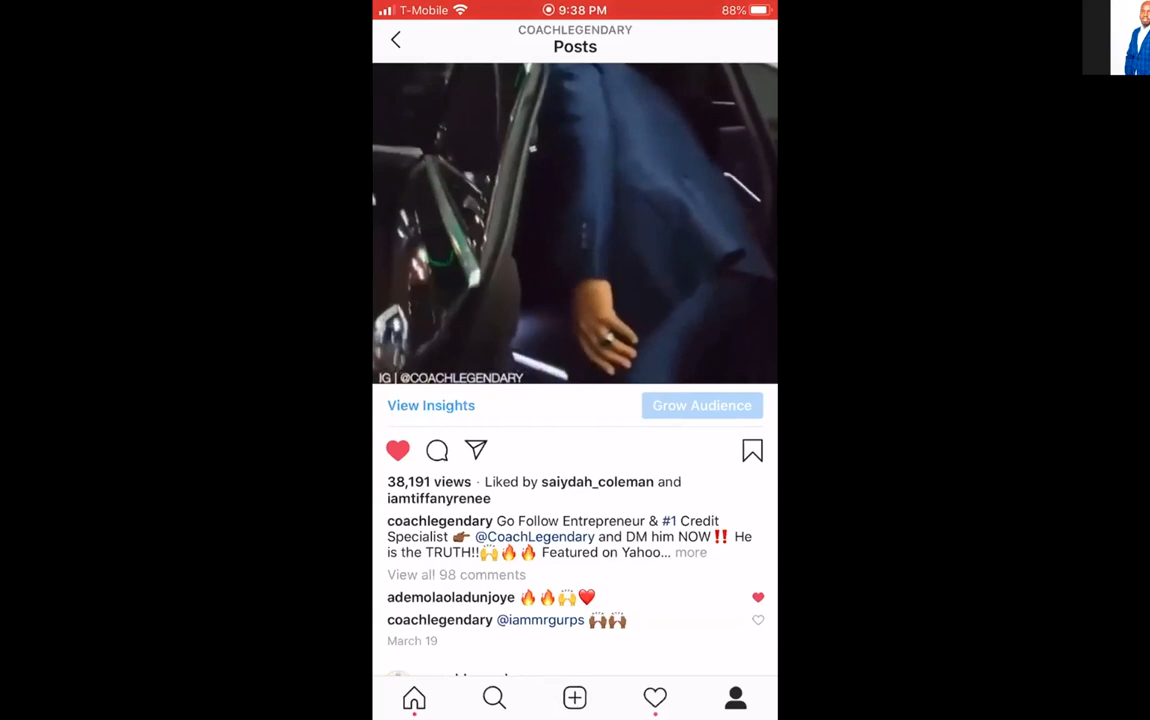 T-Mobile 9:38 PM 88%
COACHLEGENDARY
Posts
IG | @COACHLEGENDARY
View Insights Grow Audience
38,191 views · Liked by saiydah_coleman and
iamtiffanyrenee
coachlegendary Go Follow Entrepreneur & #1 Credit
Specialist 👉🏾 @CoachLegendary and DM him NOW‼️ He
is the TRUTH!!🙌🔥🔥 Featured on Yahoo... more
View all 98 comments
ademolaoladunjoye 🔥🔥🙌❤️
coachlegendary @iammrgurps 🙌🏾🙌🏾
March 19